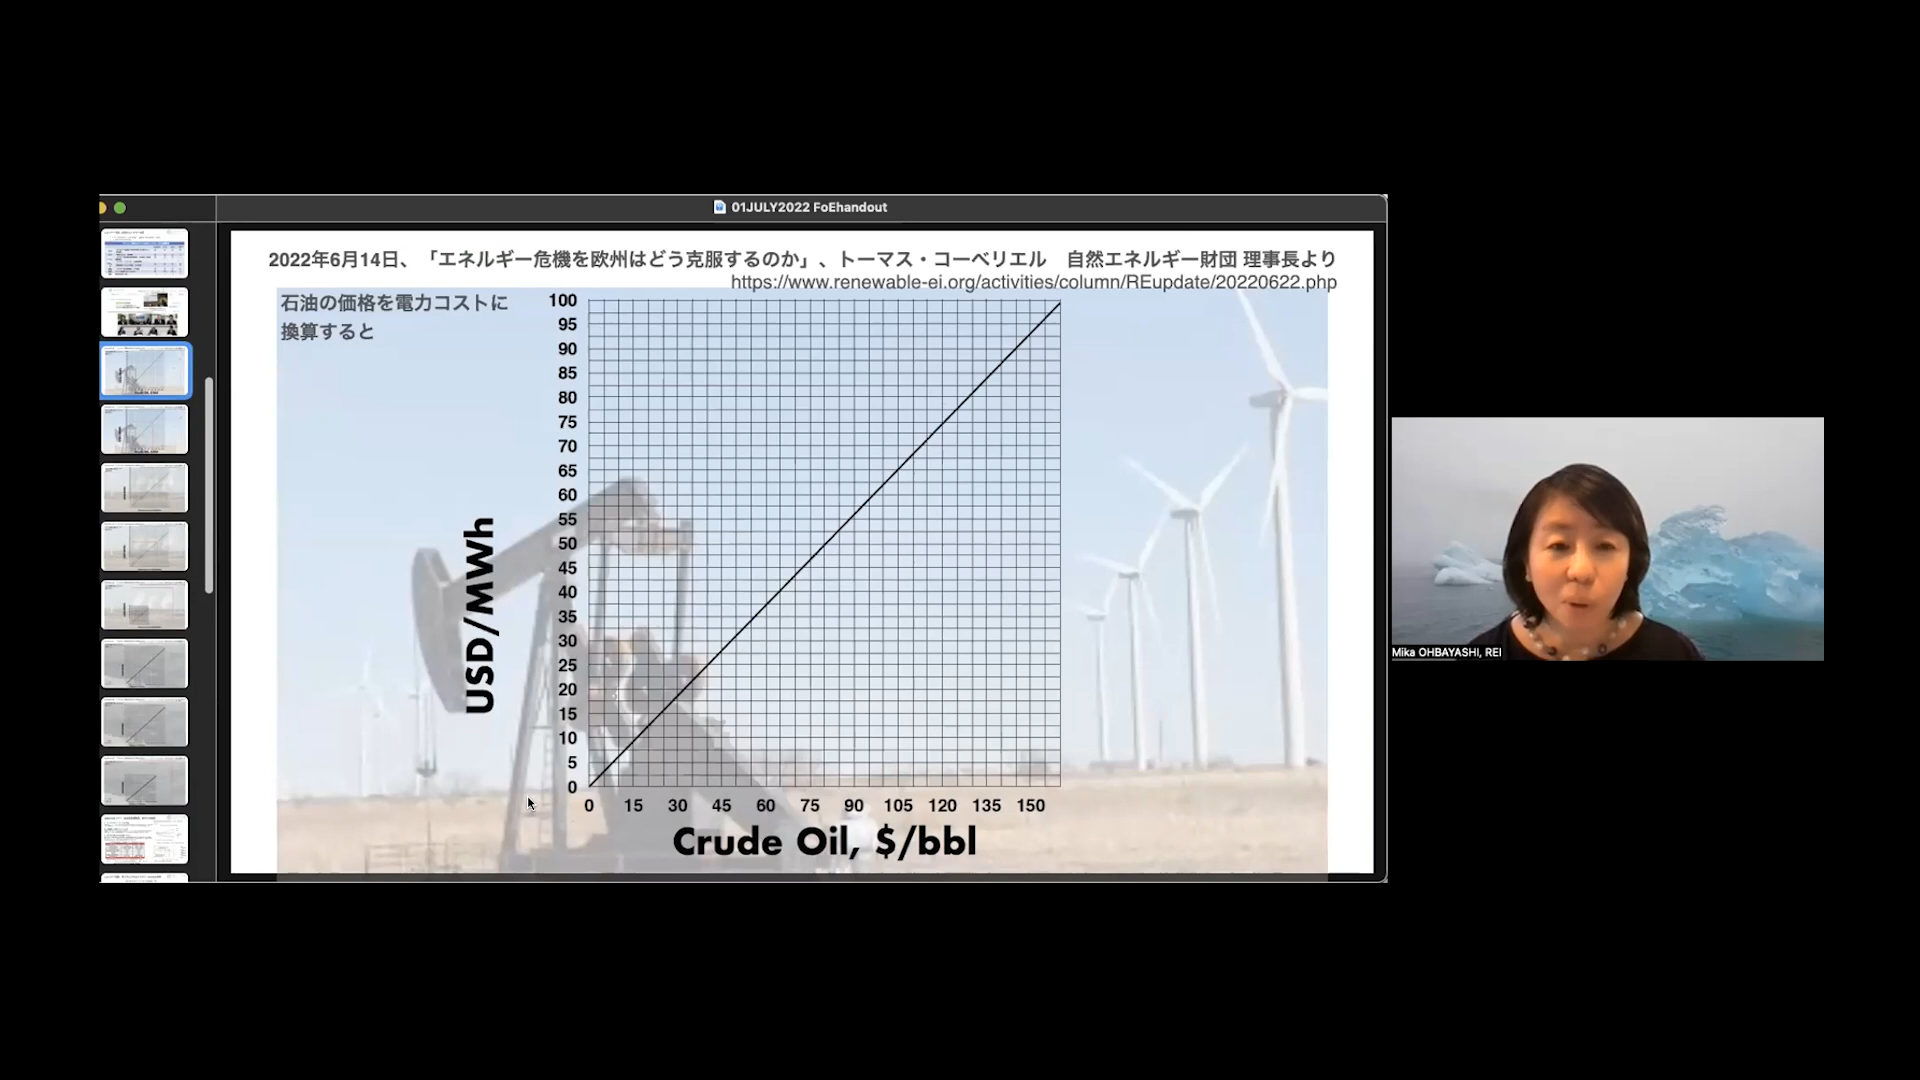 01JULY2022 FoEhandout
2022年6月14日、「エネルギー危機を欧州はどう克服するのか」、トーマス・コーベリエル　自然エネルギー財団 理事長より
https://www.renewable-ei.org/activities/column/REupdate/20220622.php
石油の価格を電力コストに
換算すると
100
95
90
85
80
75
70
65
60
55
50
45
40
35
30
25
20
15
10
5
0
USD/MWh
0 15 30 45 60 75 90 105 120 135 150
Crude Oil, $/bbl
Mika OHBAYASHI, REI